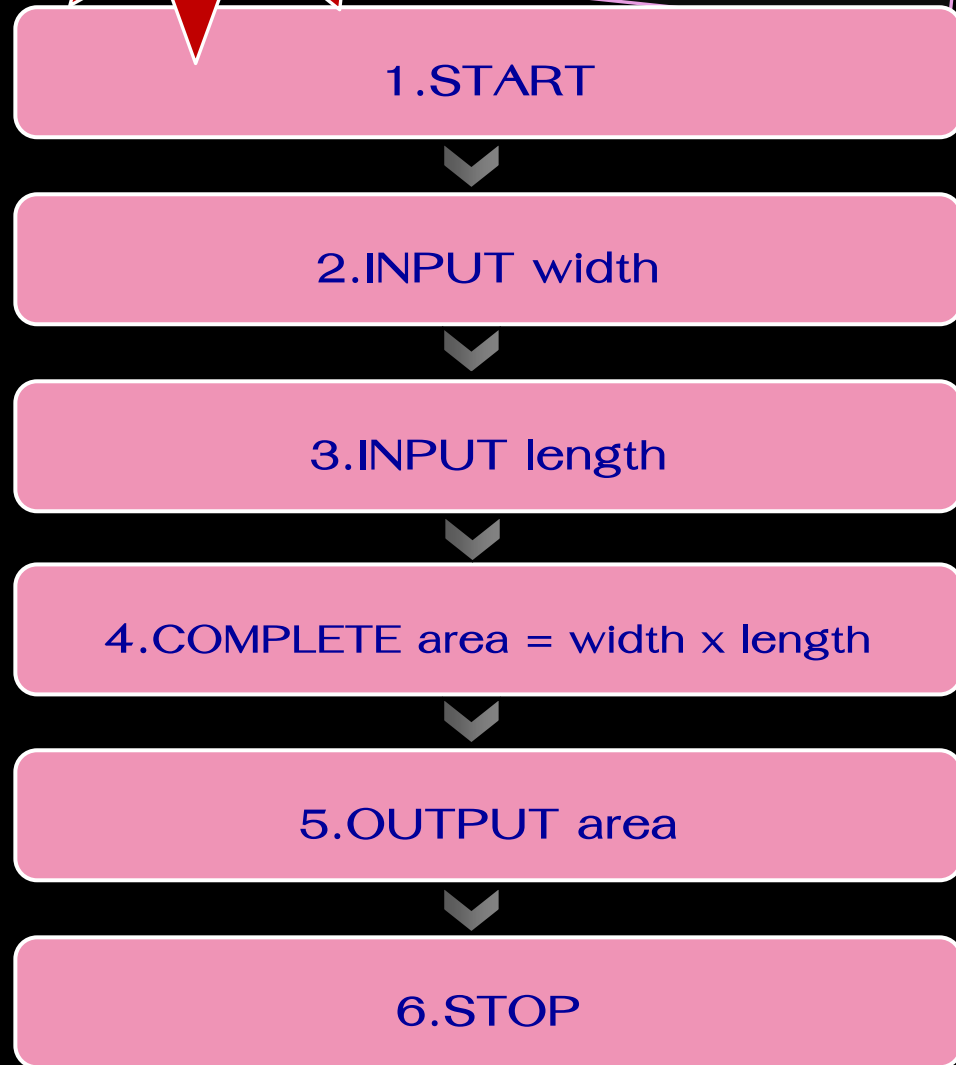 1.START
2.INPUT width
3.INPUT length
4.COMPLETE area = width x length
5.OUTPUT area
6.STOP